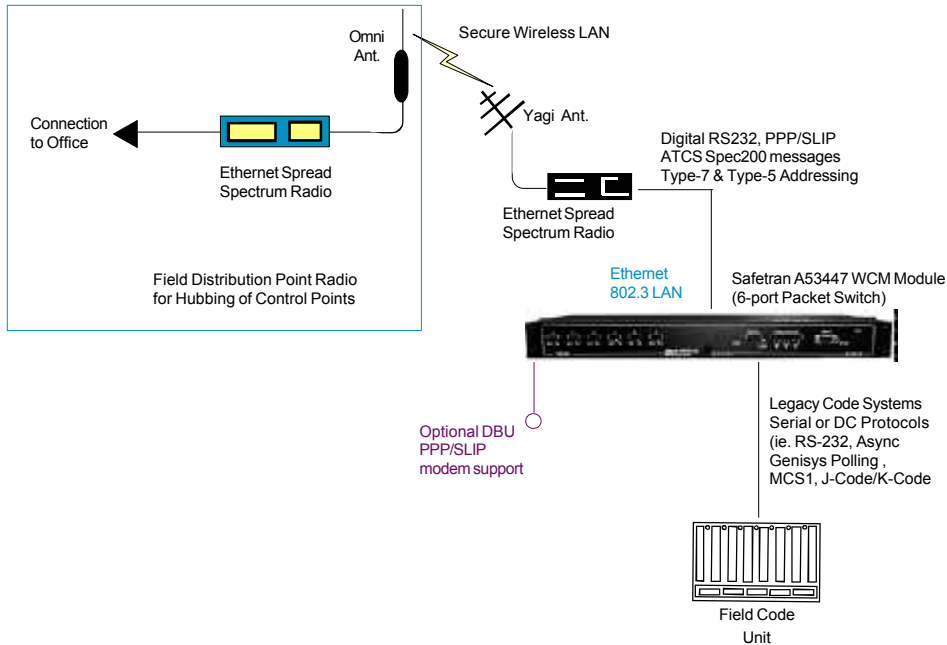 Omni
Ant.
Secure Wireless LAN
Connection
to Office
Ethernet Spread
Spectrum Radio
Yagi Ant.
Digital RS232, PPP/SLIP
ATCS Spec200 messages
Type-7 & Type-5 Addressing
Ethernet Spread
Spectrum Radio
Field Distribution Point Radio
for Hubbing of Control Points
Ethernet
802.3 LAN
Safetran A53447 WCM Module
(6-port Packet Switch)
Optional DBU
PPP/SLIP
modem support
Legacy Code Systems
Serial or DC Protocols
(ie. RS-232, Async
Genisys Polling ,
MCS1, J-Code/K-Code
Field Code
Unit